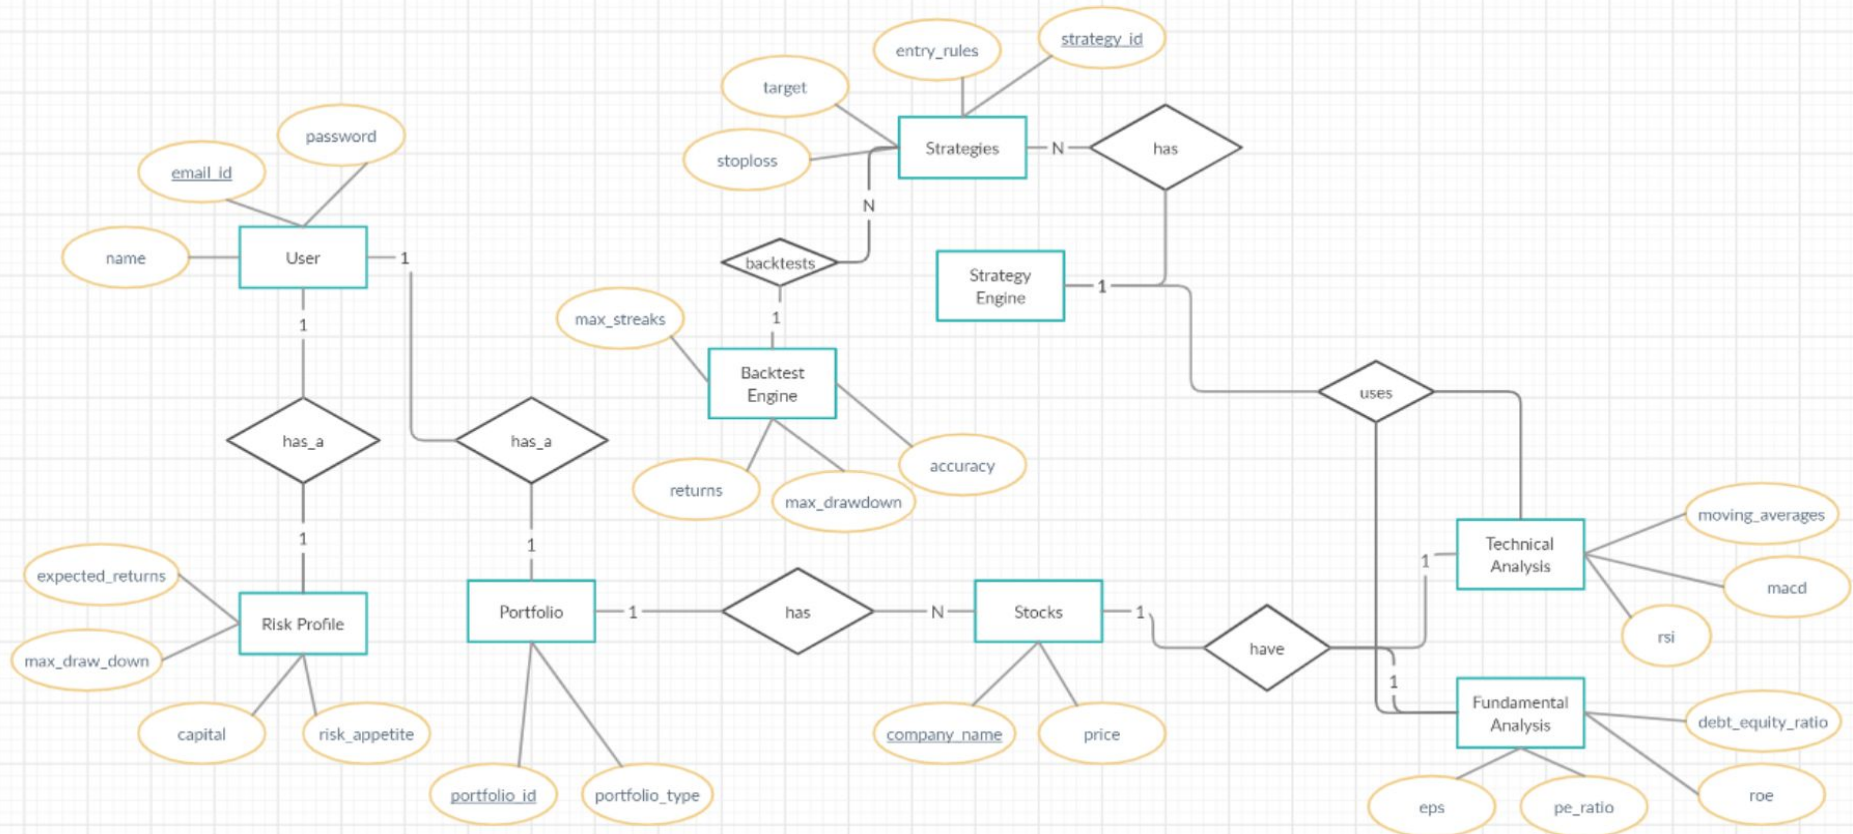 strategy_id
entry_rules
target
password
Strategies
N
has
stoploss
email_id
N
User
1
name
backtests
Strategy
Engine
1
max_streaks
1
1
Backtest
Engine
uses
has_a
has_a
accuracy
returns
max_drawdown
moving_averages
1
1
Technical
Analysis
1
expected_returns
macd
Portfolio
1
has
N
Stocks
1
Risk Profile
rsi
have
max_draw_down
1
Fundamental
Analysis
debt_equity_ratio
capital
risk_appetite
company_name
price
portfolio_id
portfolio_type
eps
pe_ratio
roe